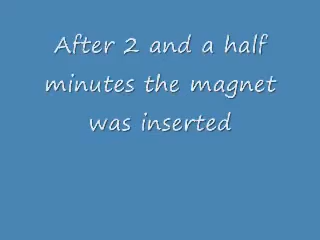 After 2 and a half
minutes the magnet
was inserted